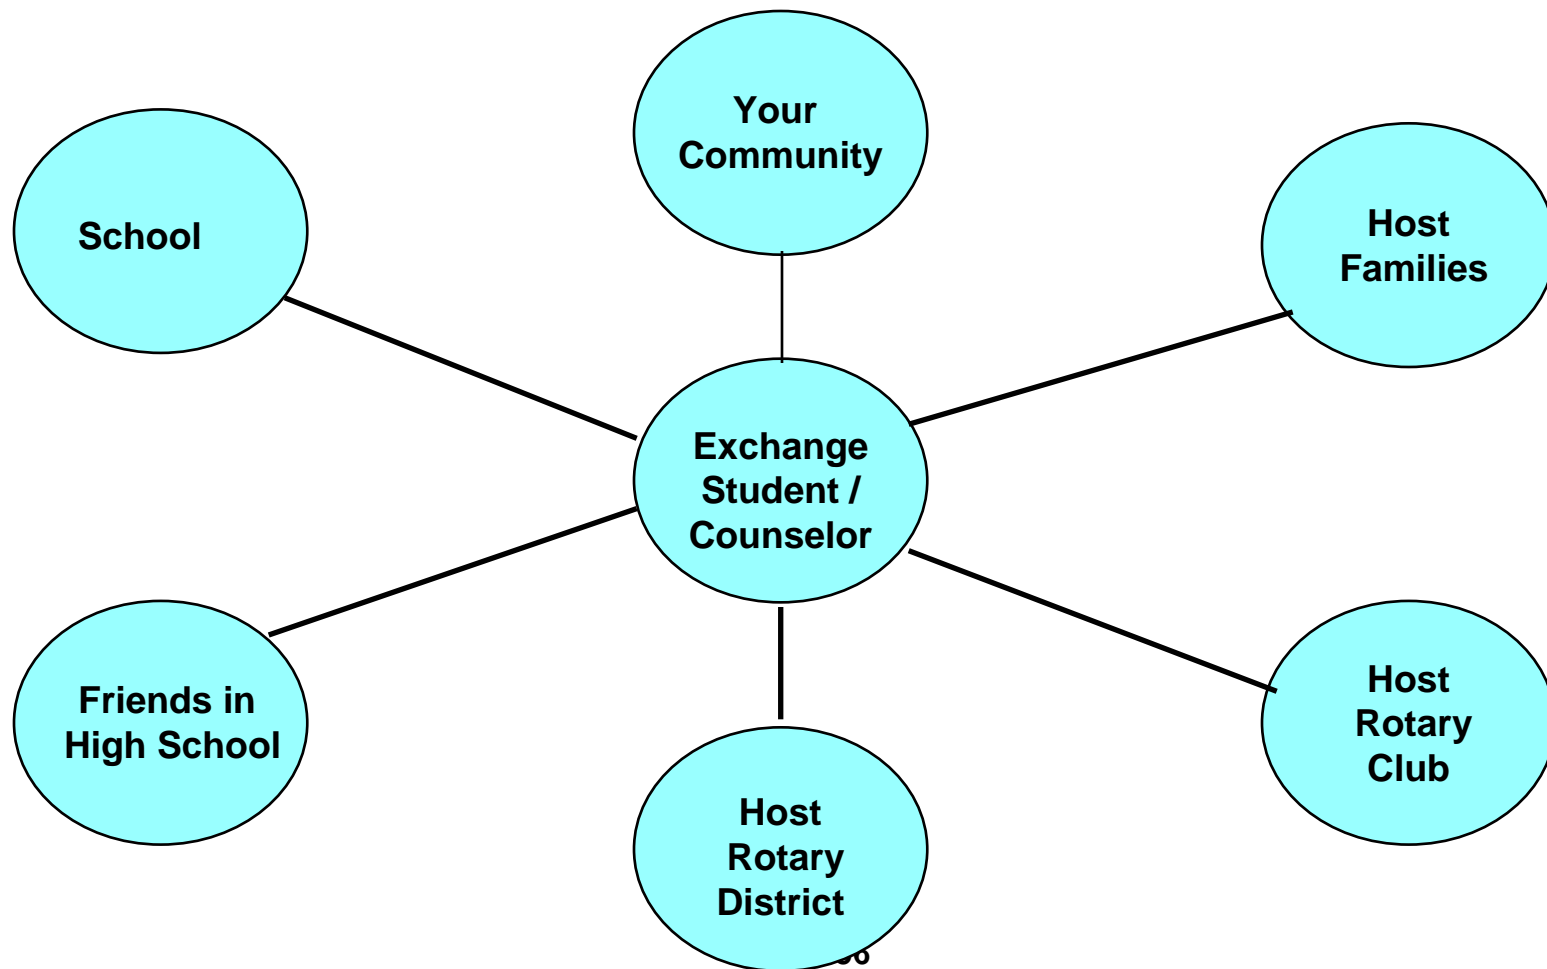 Your
Community
School
Host
Families
Exchange
Student /
Counselor
Friends in
High School
Host
Rotary
Club
Host
Rotary
District